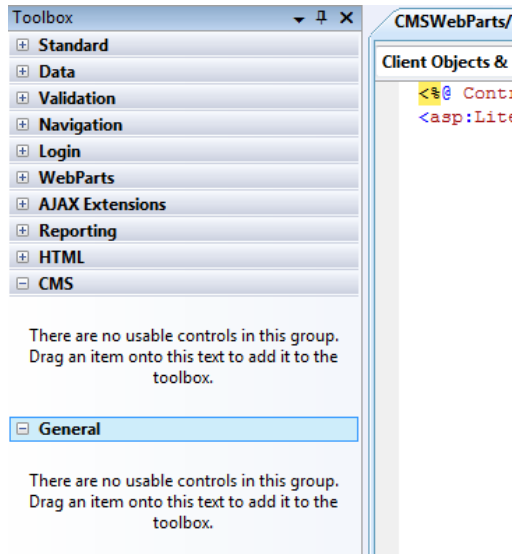 Toolbox
Standard
Data
Validation
Navigation
Login
WebParts
AJAX Extensions
Reporting
HTML
CMS
There are no usable controls in this group.
Drag an item onto this text to add it to the
toolbox.
General
There are no usable controls in this group.
Drag an item onto this text to add it to the
toolbox.
CMSWebParts/
Client Objects &
<%@ Contr
<asp:Lite